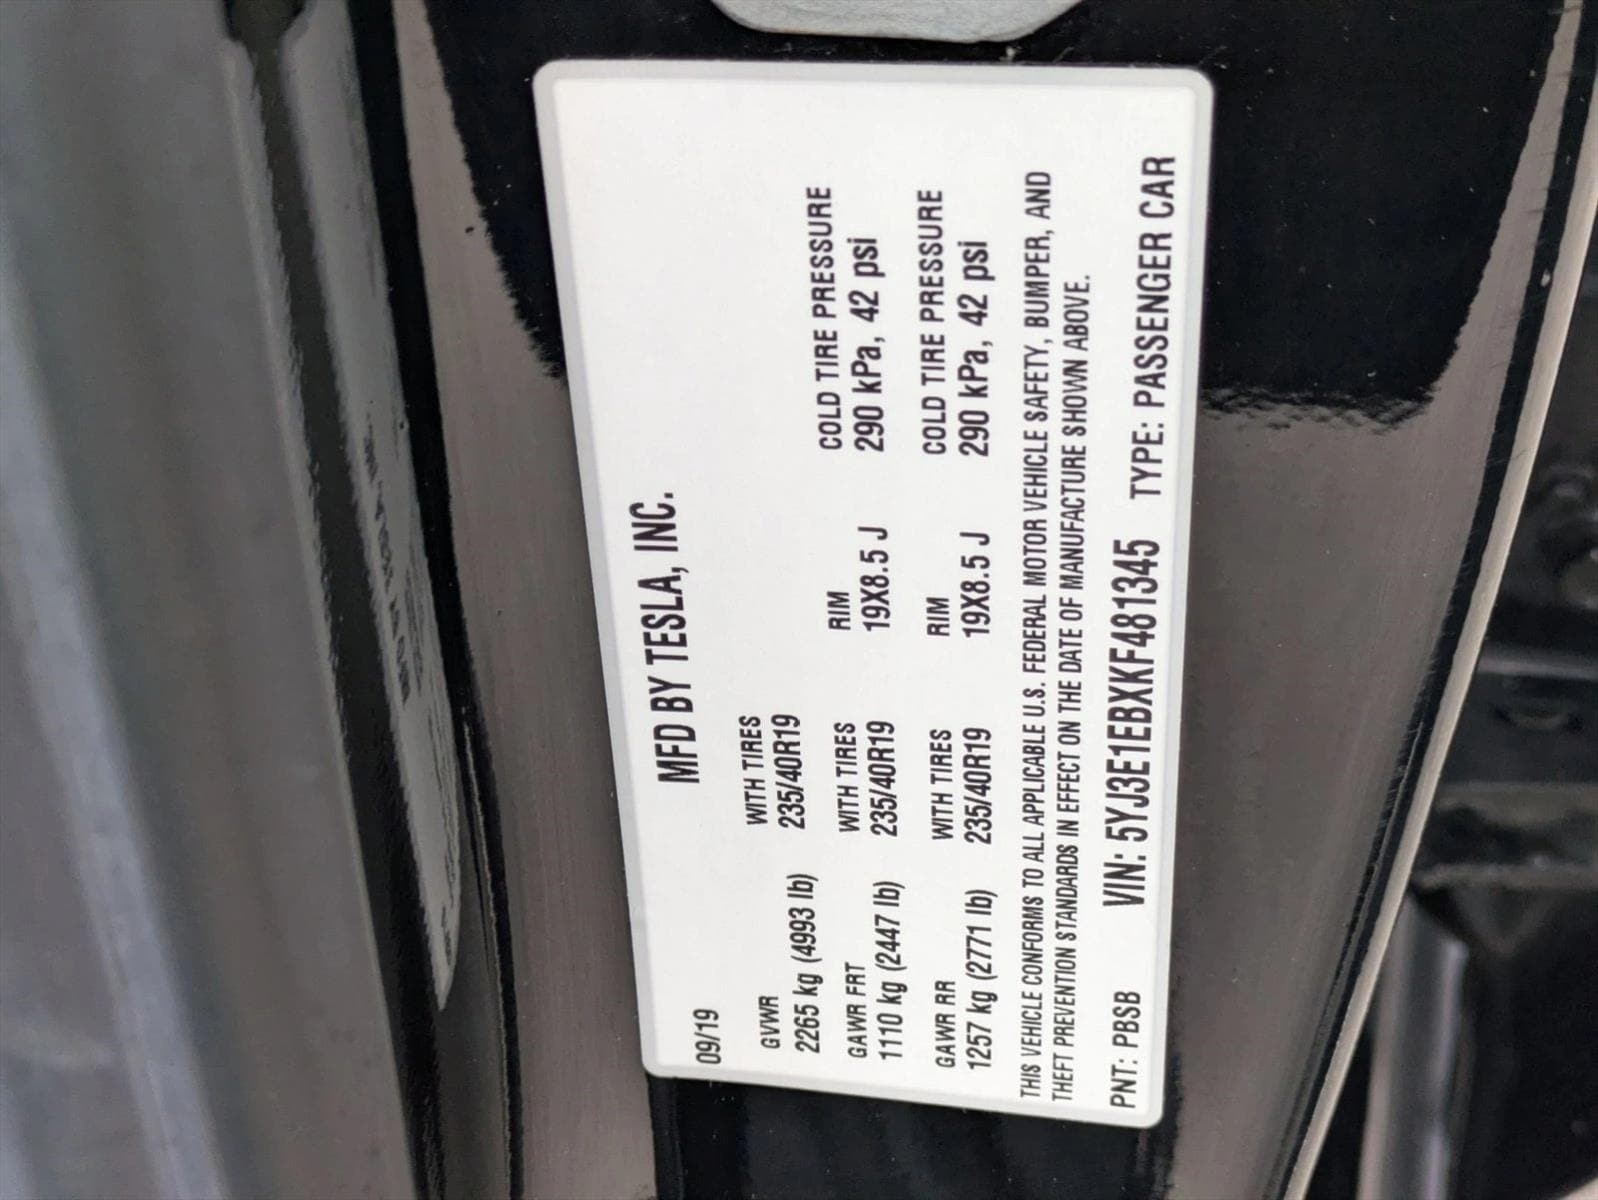 MFD BY TESLA, INC.
09/19
GVWR WITH TIRES
2265 kg (4993 lb) 235/40R19
GAWR FRT WITH TIRES RIM COLD TIRE PRESSURE
1110 kg (2447 lb) 235/40R19 19X8.5 J 290 kPa, 42 psi
GAWR RR WITH TIRES RIM COLD TIRE PRESSURE
1257 kg (2771 lb) 235/40R19 19X8.5 J 290 kPa, 42 psi
THIS VEHICLE CONFORMS TO ALL APPLICABLE U.S. FEDERAL MOTOR VEHICLE SAFETY, BUMPER, AND
THEFT PREVENTION STANDARDS IN EFFECT ON THE DATE OF MANUFACTURE SHOWN ABOVE.
PNT: PBSB VIN: 5YJ3E1EBXKF481345 TYPE: PASSENGER CAR